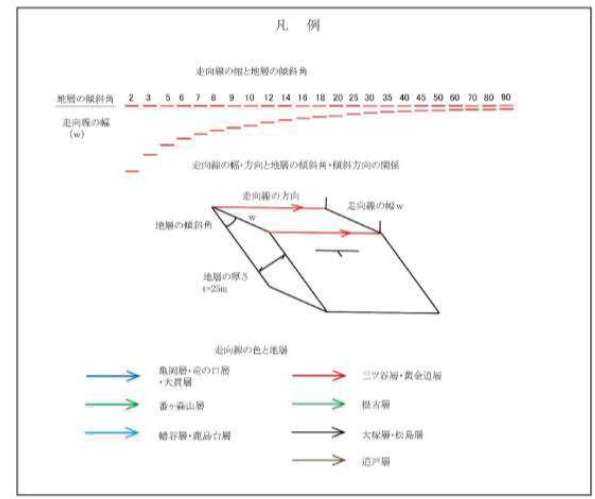 凡 例
走向線の幅と地層の傾斜角
地層の傾斜角 2 3 5 6 7 8 9 10 12 14 16 18 20 25 30 35 40 45 50 60 70 80 90
走向線の幅
(w)
走向線の幅・方向と地層の傾斜角・傾斜方向の関係
走向線の方向
走向線の幅w
w
地層の傾斜角
地層の厚さ
t=25m
走向線の色と地層
亀岡層・竜の口層
・大貫層
三ツ谷層・黄金迫層
番ヶ森山層
根古層
幡谷層・鹿島台層
大塚層・松島層
追戸層